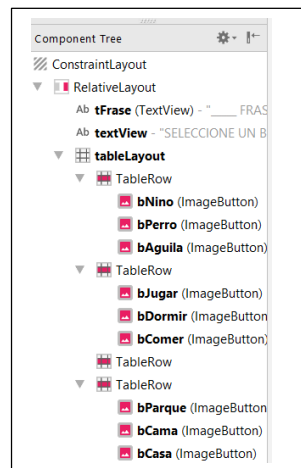 Component Tree
ConstraintLayout
RelativeLayout
Ab tFrase (TextView) - "____ FRAS
Ab textView - "SELECCIONE UN B
tableLayout
TableRow
bNino (ImageButton)
bPerro (ImageButton)
bAguila (ImageButton)
TableRow
bJugar (ImageButton)
bDormir (ImageButton
bComer (ImageButton)
TableRow
TableRow
bParque (ImageButton
bCama (ImageButton)
bCasa (ImageButton)